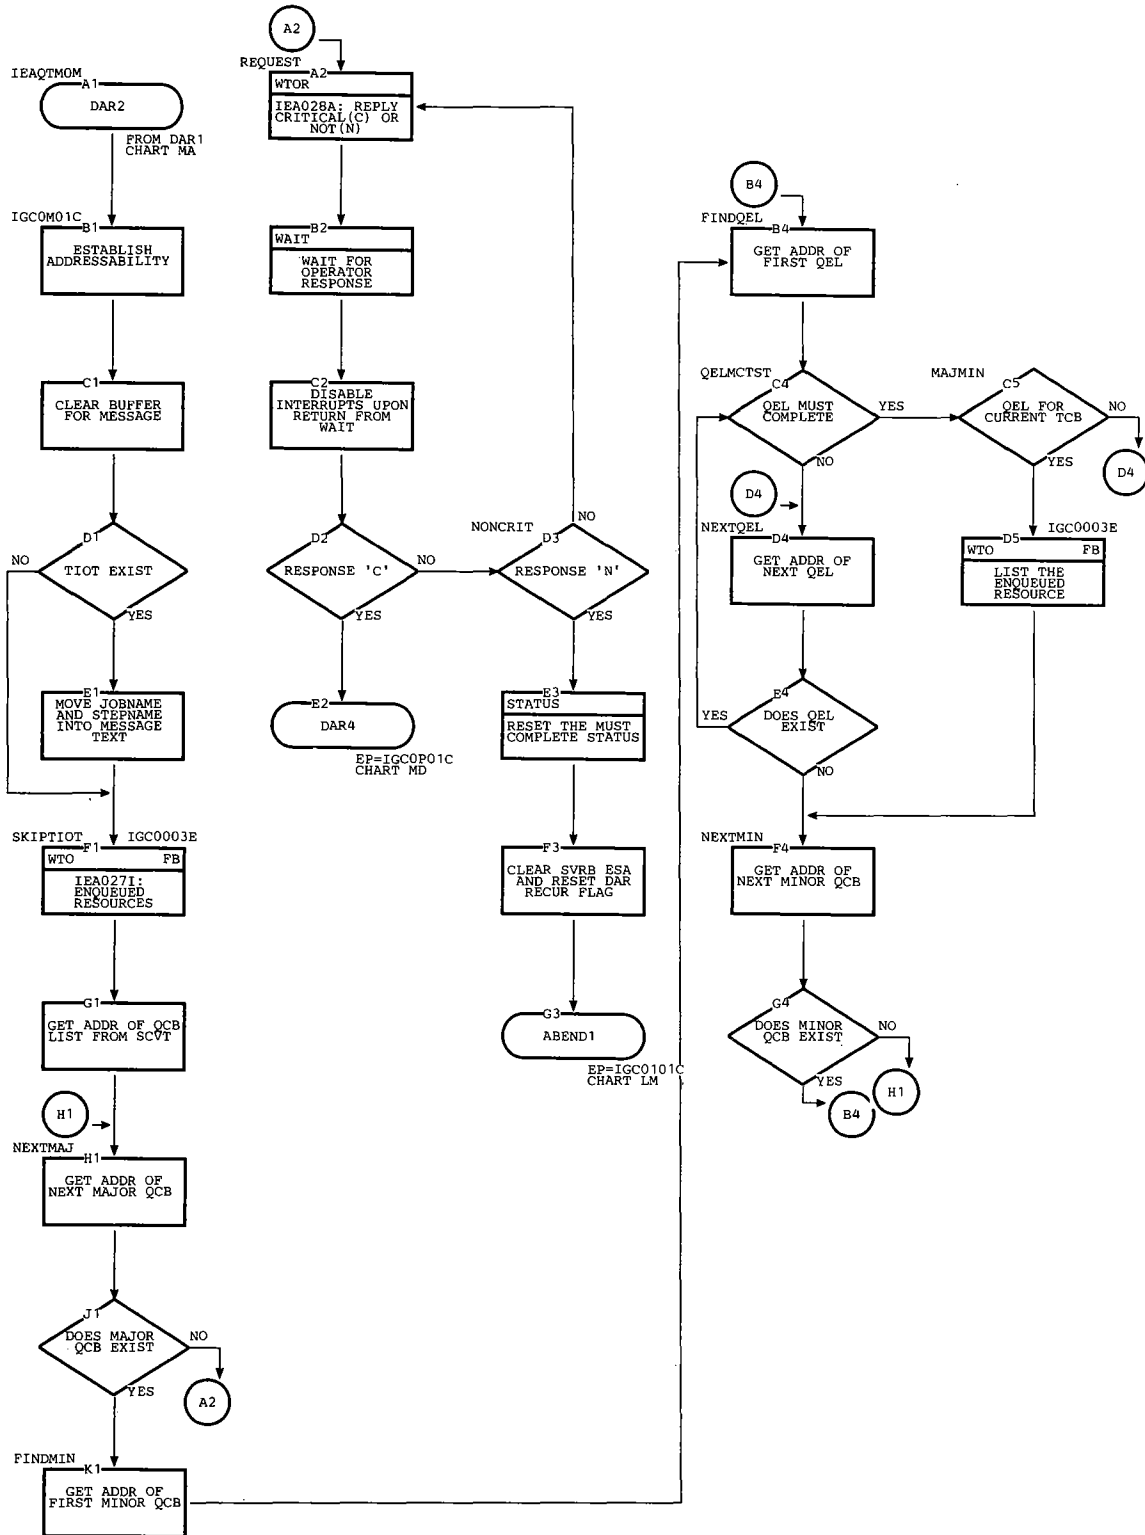 IEAQTMOM
A1
DAR2
FROM DAR1
CHART MA
IGC0M01C
B1
ESTABLISH
ADDRESSABILITY
C1
CLEAR BUFFER
FOR MESSAGE
D1
NO
TIOT EXIST
YES
E1
MOVE JOBNAME
AND STEPNAME
INTO MESSAGE
TEXT
SKIPTIOT
IGC0003E
F1
WTO FB
IEA027I:
ENQUEUED
RESOURCES
G1
GET ADDR OF QCB
LIST FROM SCVT
H1
NEXTMAJ
H1
GET ADDR OF
NEXT MAJOR QCB
J1
DOES MAJOR
QCB EXIST
NO
YES
A2
FINDMIN
K1
GET ADDR OF
FIRST MINOR QCB
A2
REQUEST
A2
WTOR
IEA028A: REPLY
CRITICAL(C) OR
NOT(N)
B2
WAIT
WAIT FOR
OPERATOR
RESPONSE
C2
DISABLE
INTERRUPTS UPON
RETURN FROM
WAIT
D2
RESPONSE 'C'
NO
YES
E2
DAR4
EP=IGC0P01C
CHART MD
NONCRIT
NO
D3
RESPONSE 'N'
YES
E3
STATUS
RESET THE MUST
COMPLETE STATUS
F3
CLEAR SVRB ESA
AND RESET DAR
RECUR FLAG
G3
ABEND1
EP=IGC0101C
CHART LM
B4
FINDQEL
B4
GET ADDR OF
FIRST QEL
QELMCTST
C4
QEL MUST
COMPLETE
YES
NO
D4
NEXTQEL
D4
GET ADDR OF
NEXT QEL
E4
YES
DOES QEL
EXIST
NO
NEXTMIN
F4
GET ADDR OF
NEXT MINOR QCB
G4
DOES MINOR
QCB EXIST
NO
YES
B4
H1
MAJMIN
C5
QEL FOR
CURRENT TCB
NO
YES
D4
IGC0003E
D5
WTO FB
LIST THE
ENQUEUED
RESOURCE